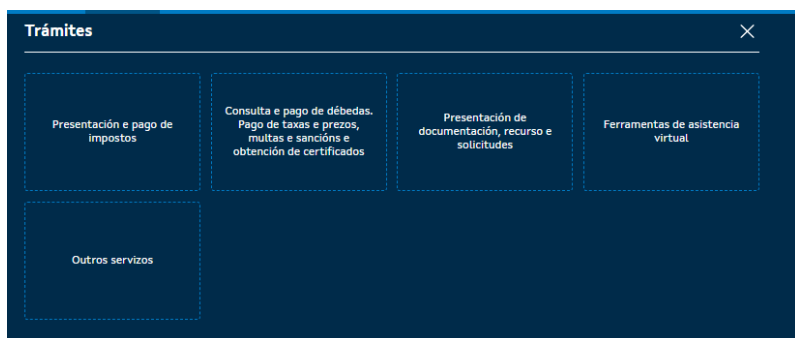 Trámites
Presentación e pago de
impostos
Consulta e pago de débedas.
Pago de taxas e prezos,
multas e sancións e
obtención de certificados
Presentación de
documentación, recurso e
solicitudes
Ferramentas de asistencia
virtual
Outros servizos